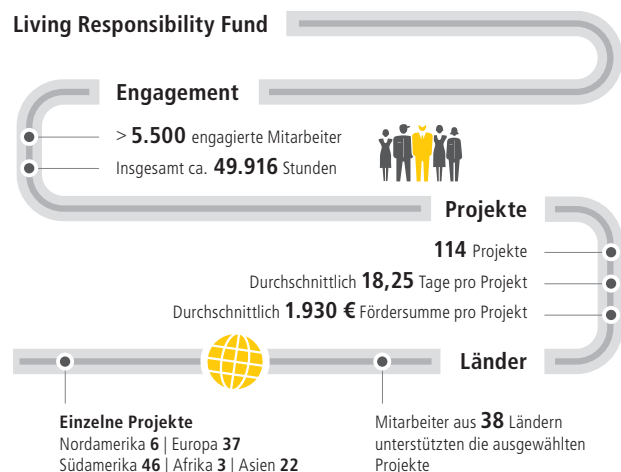 Living Responsibility Fund
Engagement
> 5.500 engagierte Mitarbeiter
Insgesamt ca. 49.916 Stunden
Projekte
114 Projekte
Durchschnittlich 18,25 Tage pro Projekt
Durchschnittlich 1.930 € Fördersumme pro Projekt
Länder
Einzelne Projekte
Nordamerika 6 | Europa 37
Südamerika 46 | Afrika 3 | Asien 22
Mitarbeiter aus 38 Ländern
unterstützten die ausgewählten
Projekte